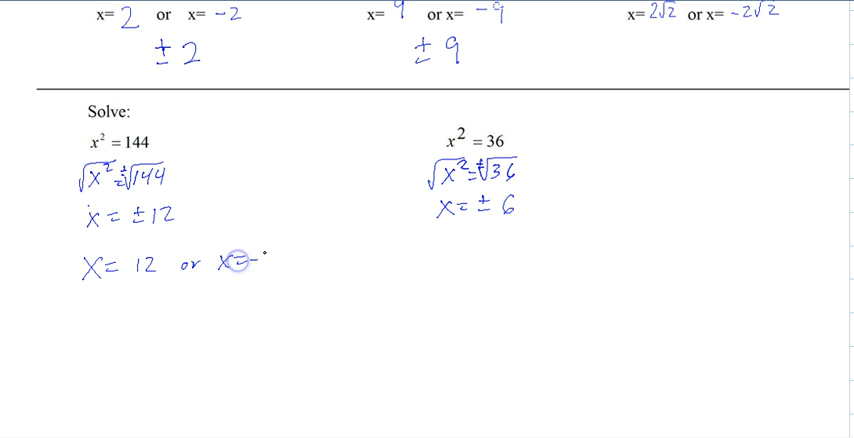 x= 2 or x= -2
x= 9 or x= -9
x= 2√2 or x= -2√2
± 2
± 9
Solve:
x² = 144
x² = 36
√x² = ±√144
√x² = ±√36
x = ±12
x = ± 6
x = 12 or x = -